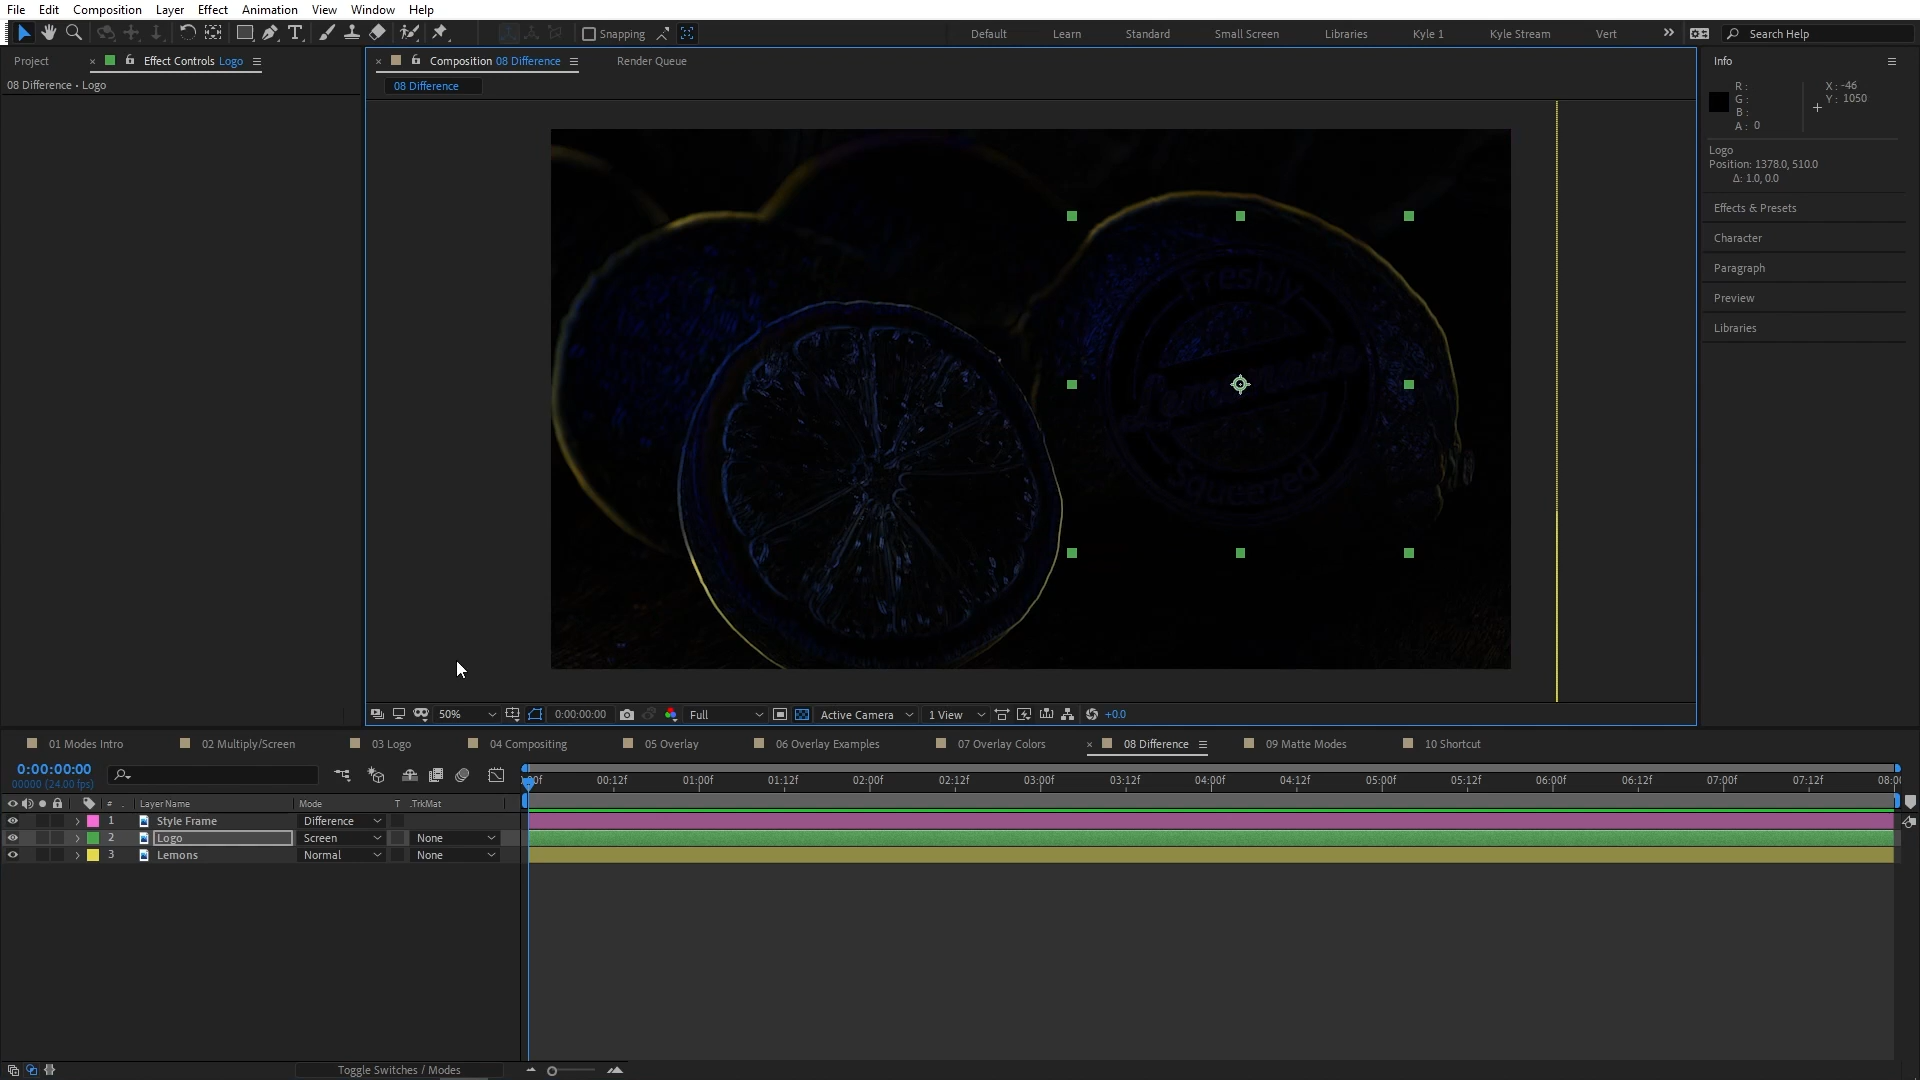 File Edit Composition Layer Effect Animation View Window Help
Snapping
Default Learn Standard Small Screen Libraries Kyle 1 Kyle Stream Vert
Search Help
Project Effect Controls Logo
08 Difference • Logo
Composition 08 Difference Render Queue
08 Difference
Freshly
Lemonade
Squeezed
50% 0:00:00:00 Full Active Camera 1 View +0.0
Info
R :
G :
B :
A : 0
X : -46
Y : 1050
Logo
Position: 1378.0, 510.0
Δ: 1.0, 0.0
Effects & Presets
Character
Paragraph
Preview
Libraries
01 Modes Intro 02 Multiply/Screen 03 Logo 04 Compositing 05 Overlay 06 Overlay Examples 07 Overlay Colors 08 Difference 09 Matte Modes 10 Shortcut
0:00:00:00
00000 (24.00 fps)
00f 00:12f 01:00f 01:12f 02:00f 02:12f 03:00f 03:12f 04:00f 04:12f 05:00f 05:12f 06:00f 06:12f 07:00f 07:12f 08:00
# Layer Name Mode T .TrkMat
1 Style Frame Difference
2 Logo Screen None
3 Lemons Normal None
Toggle Switches / Modes